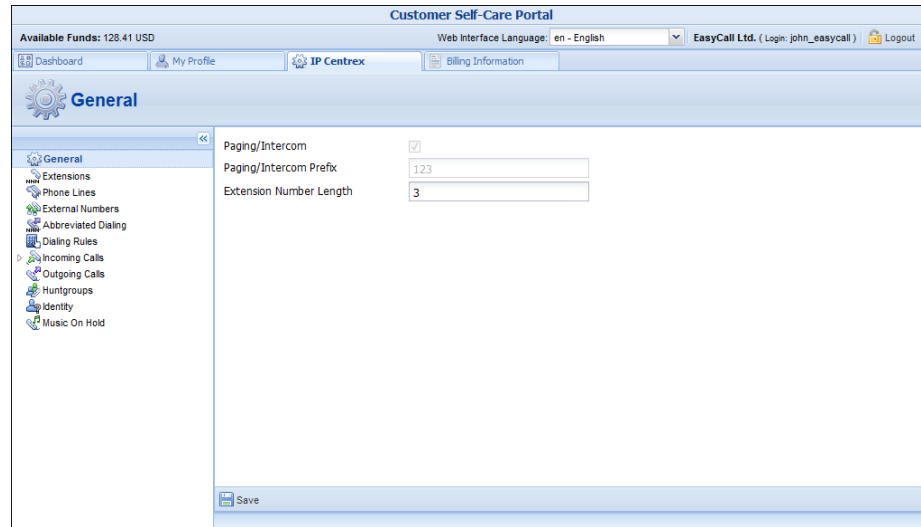 Customer Self-Care Portal
Available Funds: 128.41 USD Web Interface Language: en - English EasyCall Ltd. ( Login: john_easycall ) Logout
Dashboard My Profile IP Centrex Billing Information
General
General
Extensions
Phone Lines
External Numbers
Abbreviated Dialing
Dialing Rules
Incoming Calls
Outgoing Calls
Huntgroups
Identity
Music On Hold
Paging/Intercom
Paging/Intercom Prefix 123
Extension Number Length 3
Save